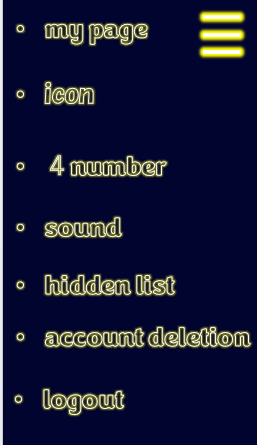 my page
icon
4 number
sound
hidden list
account deletion
logout